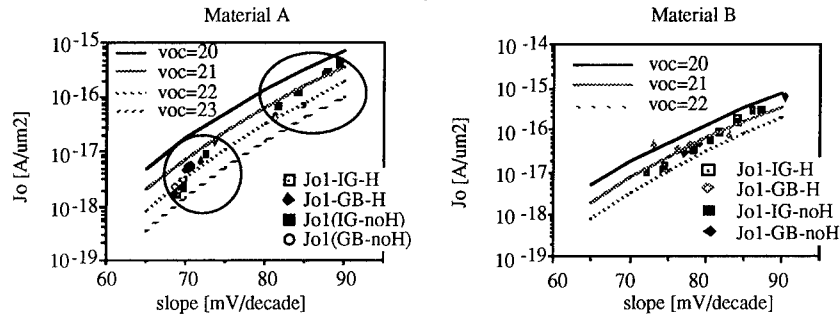 Material A
10-15
10-16
10-17
10-18
10-19
Jo [A/um2]
voc=20
voc=21
voc=22
voc=23
Jo1-IG-H
Jo1-GB-H
Jo1(IG-noH)
Jo1(GB-noH)
60
70
80
90
slope [mV/decade]
Material B
10-14
10-15
10-16
10-17
10-18
10-19
Jo [A/um2]
voc=20
voc=21
voc=22
Jo1-IG-H
Jo1-GB-H
Jo1-IG-noH
Jo1-GB-noH
60
70
80
90
slope [mV/decade]